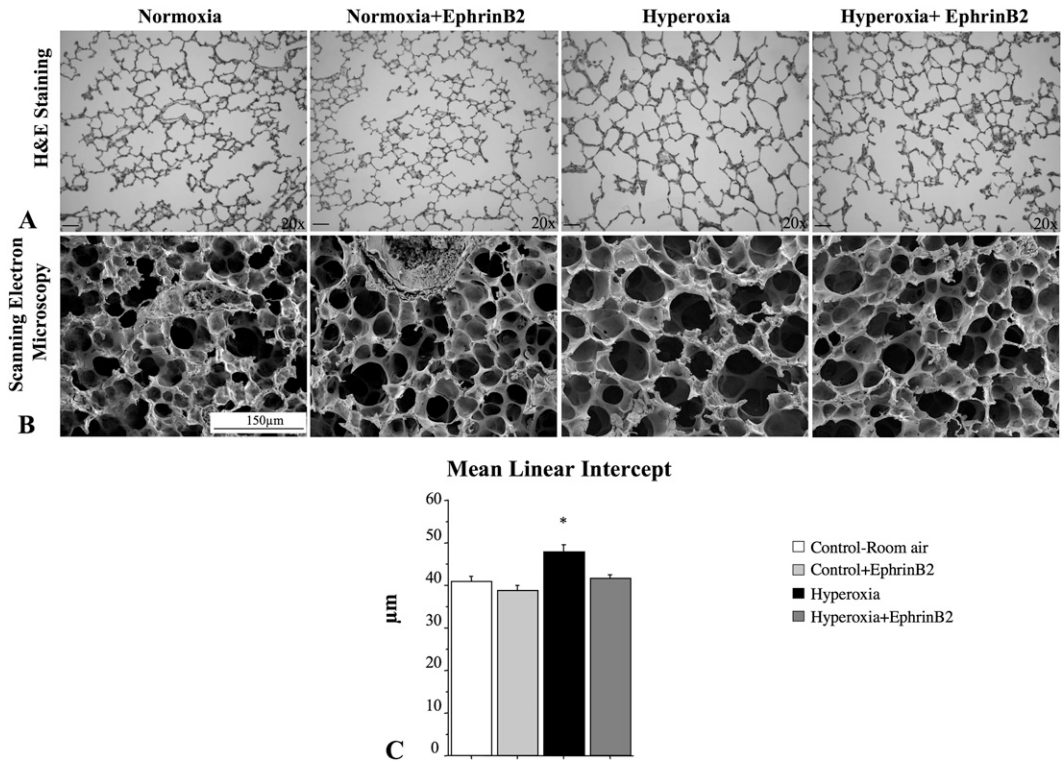 Normoxia
Normoxia+EphrinB2
Hyperoxia
Hyperoxia+ EphrinB2
H&E Staining
A
20x
20x
20x
20x
Scanning Electron
Microscopy
B
150µm
Mean Linear Intercept
60
50
40
30
20
10
0
µm
*
C
Control-Room air
Control+EphrinB2
Hyperoxia
Hyperoxia+EphrinB2